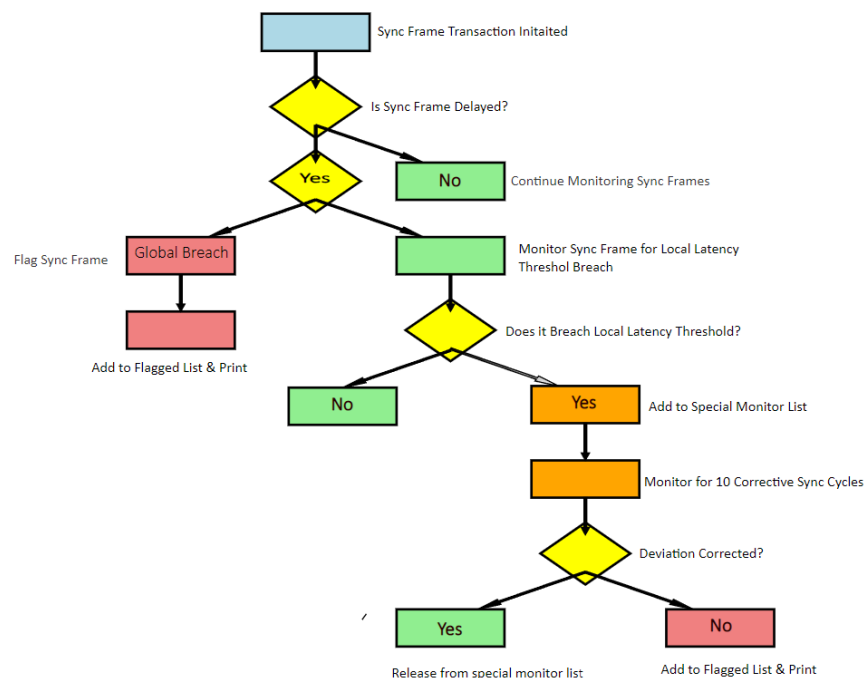 Sync Frame Transaction Initaited
Is Sync Frame Delayed?
Yes
No
Continue Monitoring Sync Frames
Flag Sync Frame
Global Breach
Monitor Sync Frame for Local Latency
Threshol Breach
Add to Flagged List & Print
Does it Breach Local Latency Threshold?
No
Yes
Add to Special Monitor List
Monitor for 10 Corrective Sync Cycles
Deviation Corrected?
Yes
No
Release from special monitor list
Add to Flagged List & Print